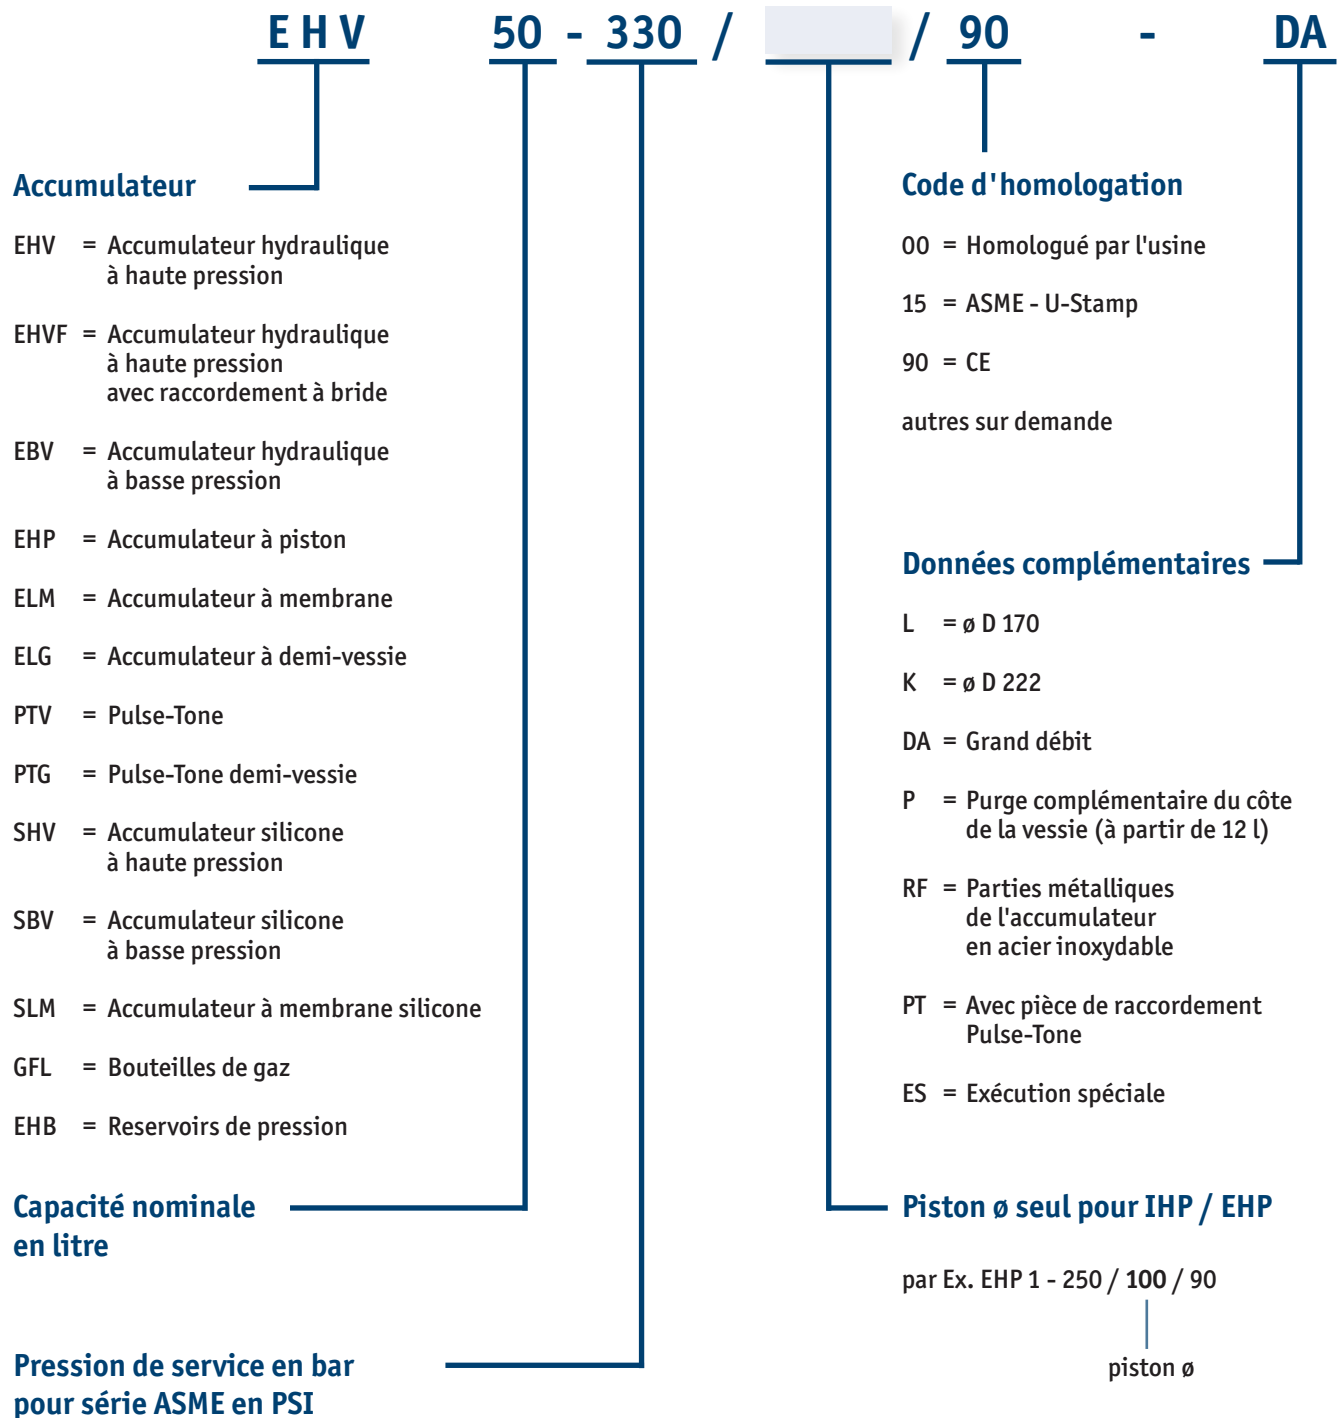 EHV 50 - 330 / / 90 - DA
Accumulateur
EHV = Accumulateur hydraulique
à haute pression
EHVF = Accumulateur hydraulique
à haute pression
avec raccordement à bride
EBV = Accumulateur hydraulique
à basse pression
EHP = Accumulateur à piston
ELM = Accumulateur à membrane
ELG = Accumulateur à demi-vessie
PTV = Pulse-Tone
PTG = Pulse-Tone demi-vessie
SHV = Accumulateur silicone
à haute pression
SBV = Accumulateur silicone
à basse pression
SLM = Accumulateur à membrane silicone
GFL = Bouteilles de gaz
EHB = Reservoirs de pression
Capacité nominale
en litre
Pression de service en bar
pour série ASME en PSI
Code d'homologation
00 = Homologué par l'usine
15 = ASME - U-Stamp
90 = CE
autres sur demande
Données complémentaires
L = ø D 170
K = ø D 222
DA = Grand débit
P = Purge complémentaire du côte
de la vessie (à partir de 12 l)
RF = Parties métalliques
de l'accumulateur
en acier inoxydable
PT = Avec pièce de raccordement
Pulse-Tone
ES = Exécution spéciale
Piston ø seul pour IHP / EHP
par Ex. EHP 1 - 250 / 100 / 90
piston ø